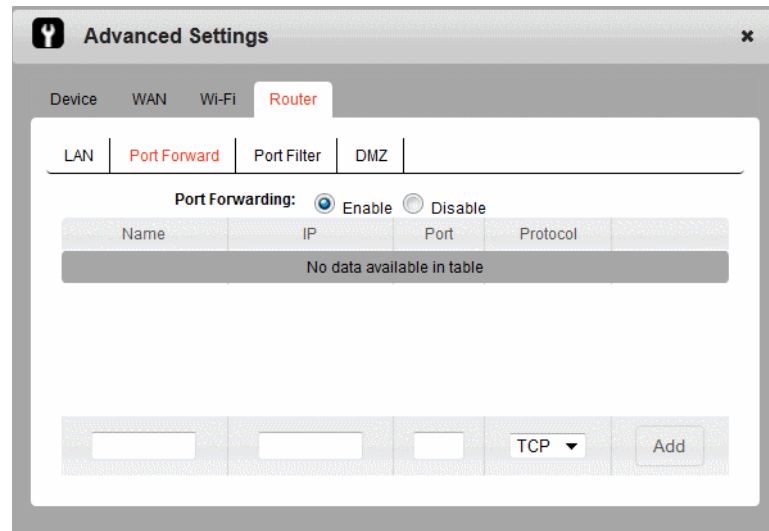 Advanced Settings
Device WAN Wi-Fi Router
LAN Port Forward Port Filter DMZ
Port Forwarding: Enable Disable
Name IP Port Protocol
No data available in table
TCP Add